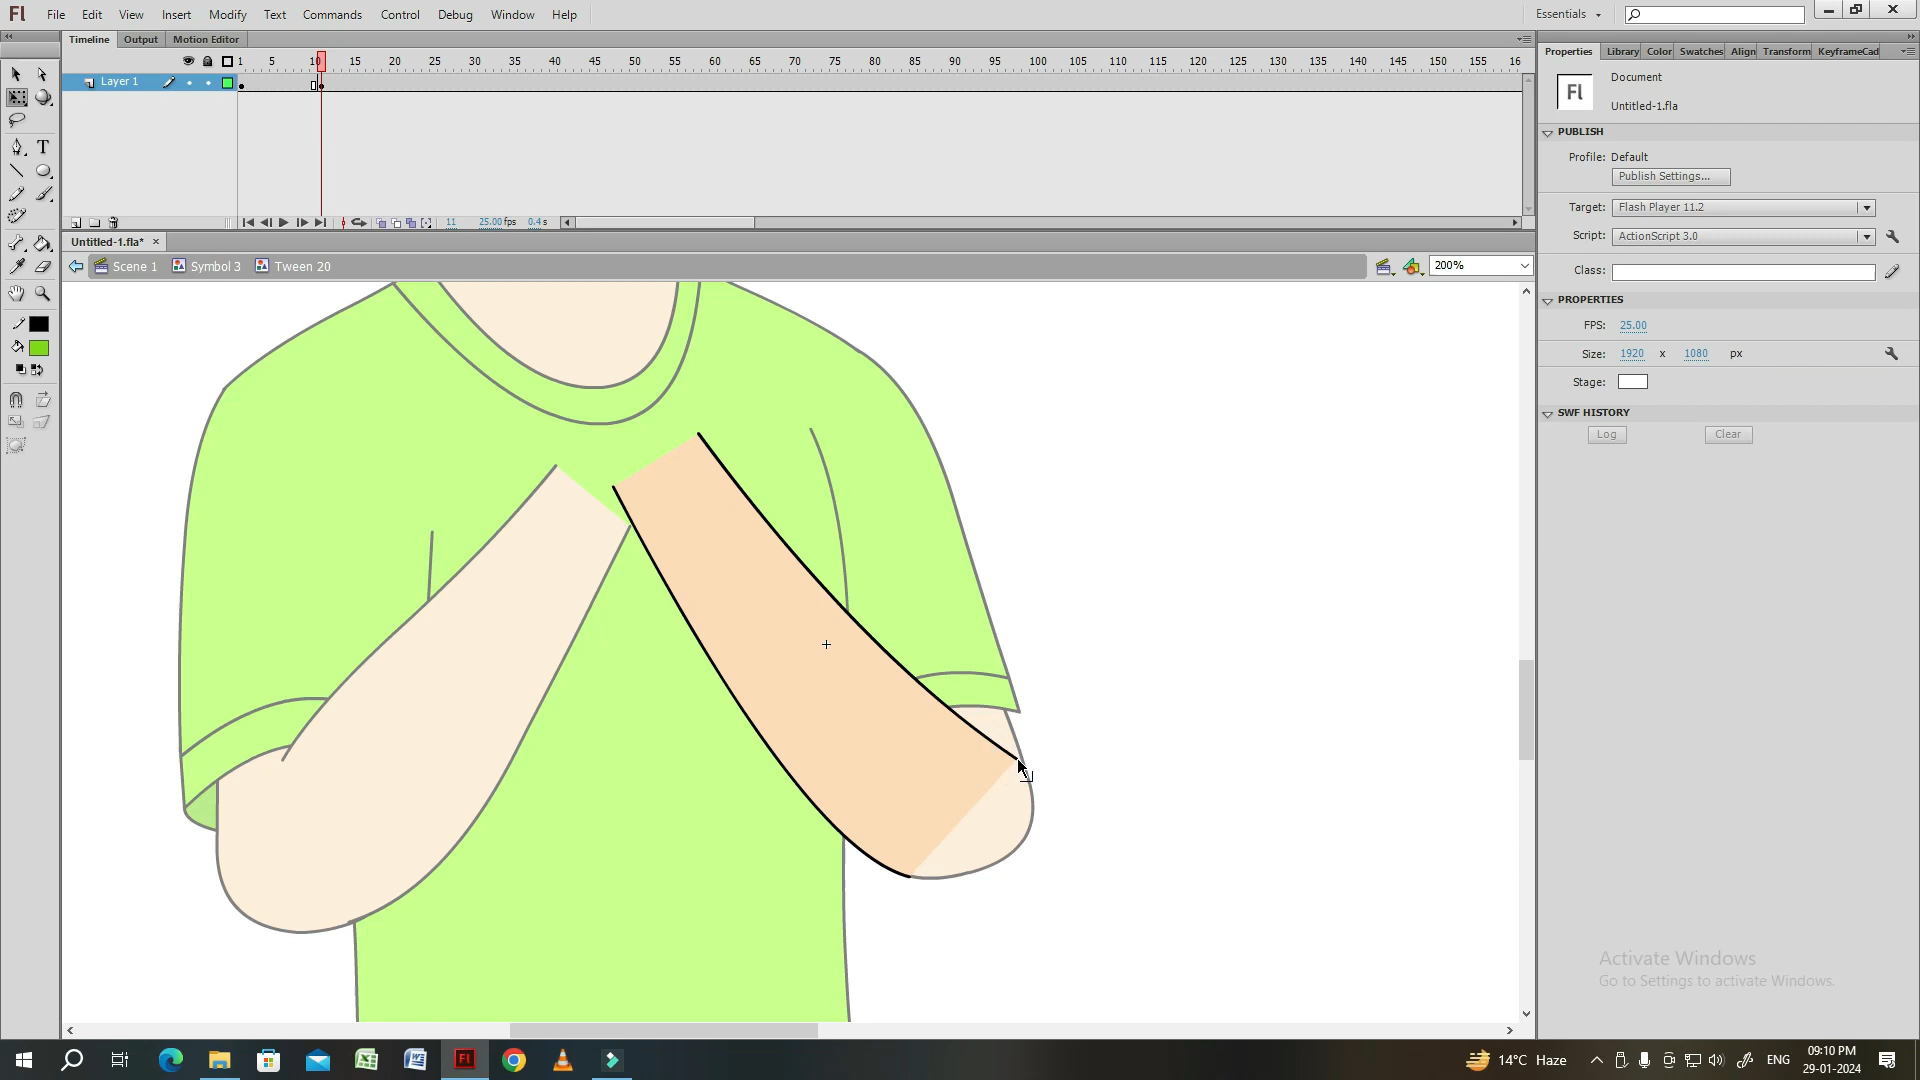 Fl File Edit View Insert Modify Text Commands Control Debug Window Help Essentials
Timeline Output Motion Editor
1 5 10 15 20 25 30 35 40 45 50 55 60 65 70 75 80 85 90 95 100 105 110 115 120 125 130 135 140 145 150 155 16
Layer 1
11 25.00 fps 0.4 s
Untitled-1.fla* ×
Scene 1 Symbol 3 Tween 20 200%
T
Properties Library Color Swatches Align Transform KeyframeCad
Fl
Document
Untitled-1.fla
PUBLISH
Profile: Default
Publish Settings...
Target: Flash Player 11.2
Script: ActionScript 3.0
Class:
PROPERTIES
FPS: 25.00
Size: 1920 x 1080 px
Stage:
SWF HISTORY
Log Clear
Activate Windows
Go to Settings to activate Windows.
Fl
14°C Haze ENG 09:10 PM
29-01-2024